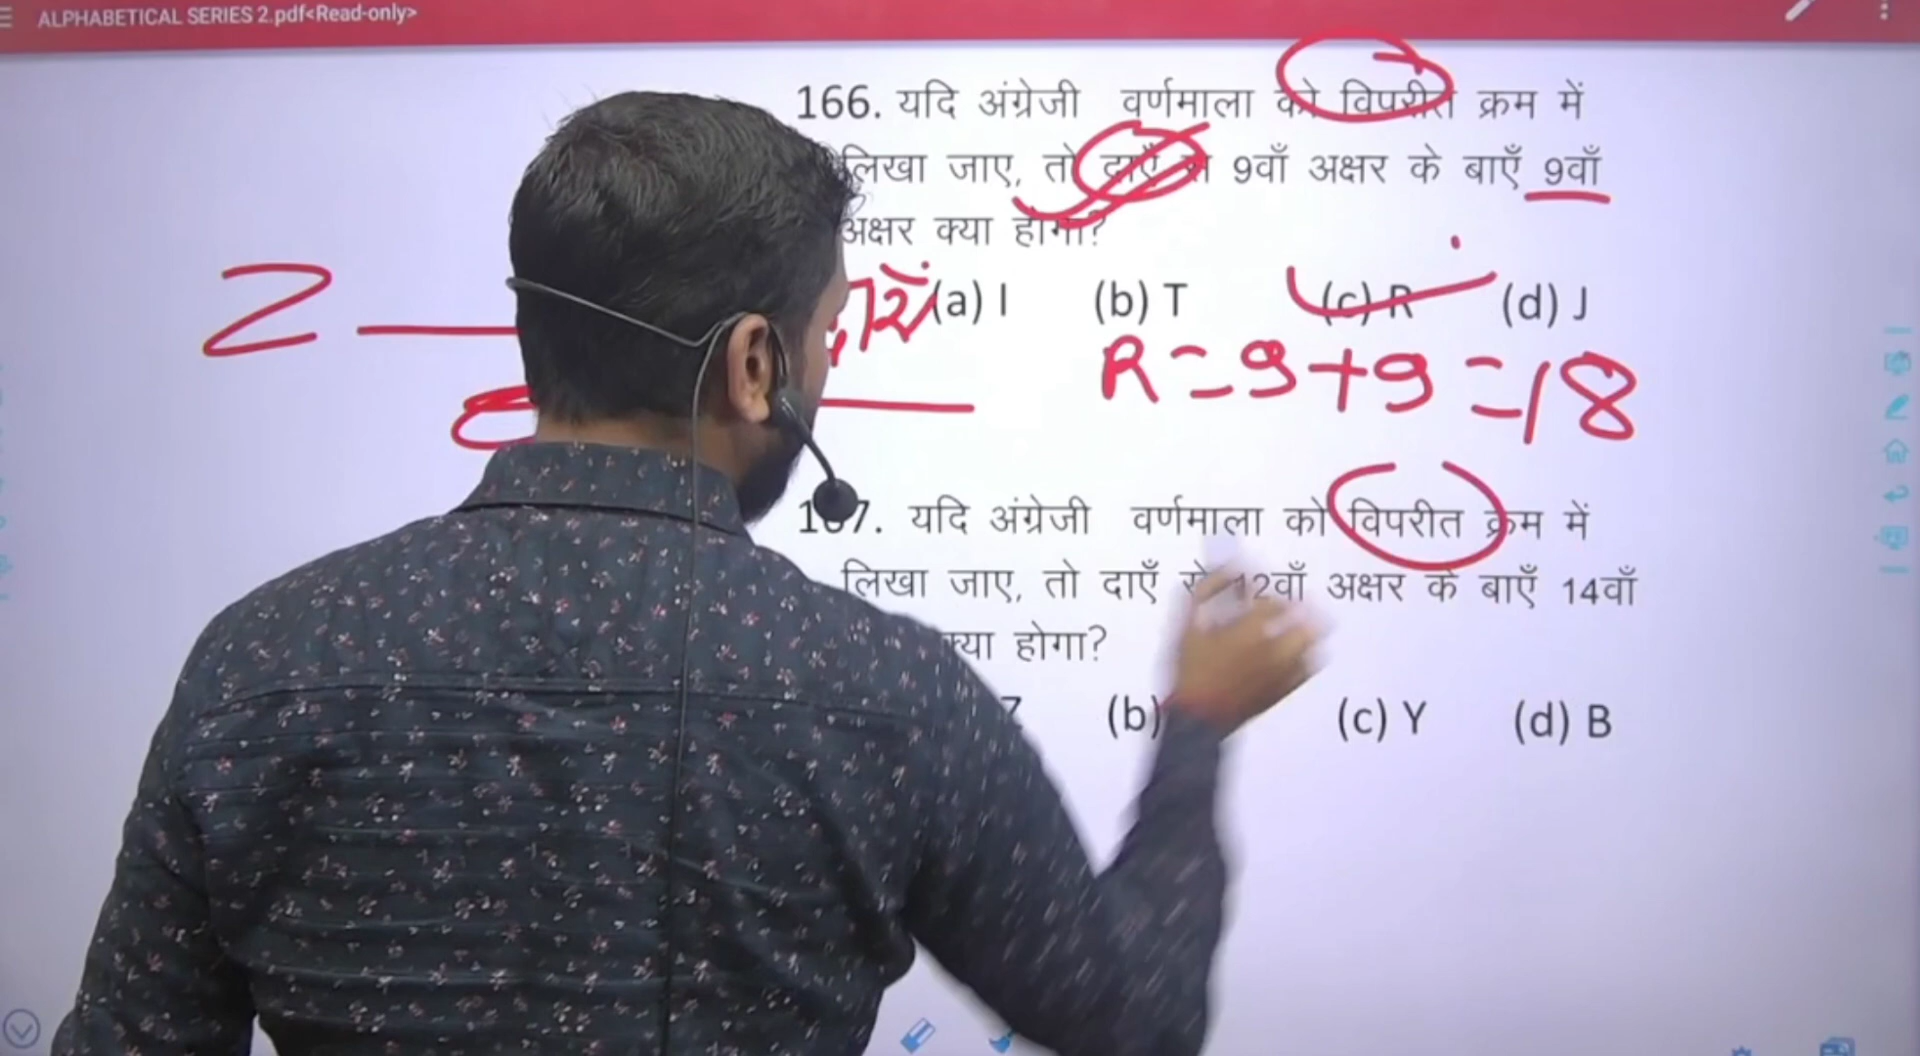 ALPHABETICAL SERIES 2.pdf<Read-only>
166. यदि अंग्रेजी वर्णमाला को विपरीत क्रम में
लिखा जाए, तो दाएँ से 9वाँ अक्षर के बाएँ 9वाँ
अक्षर क्या होगा?
(a) I (b) T (c) R (d) J
R = 9 + 9 = 18
167. यदि अंग्रेजी वर्णमाला को विपरीत क्रम में
लिखा जाए, तो दाएँ से 12वाँ अक्षर के बाएँ 14वाँ
क्या होगा?
(b) (c) Y (d) B